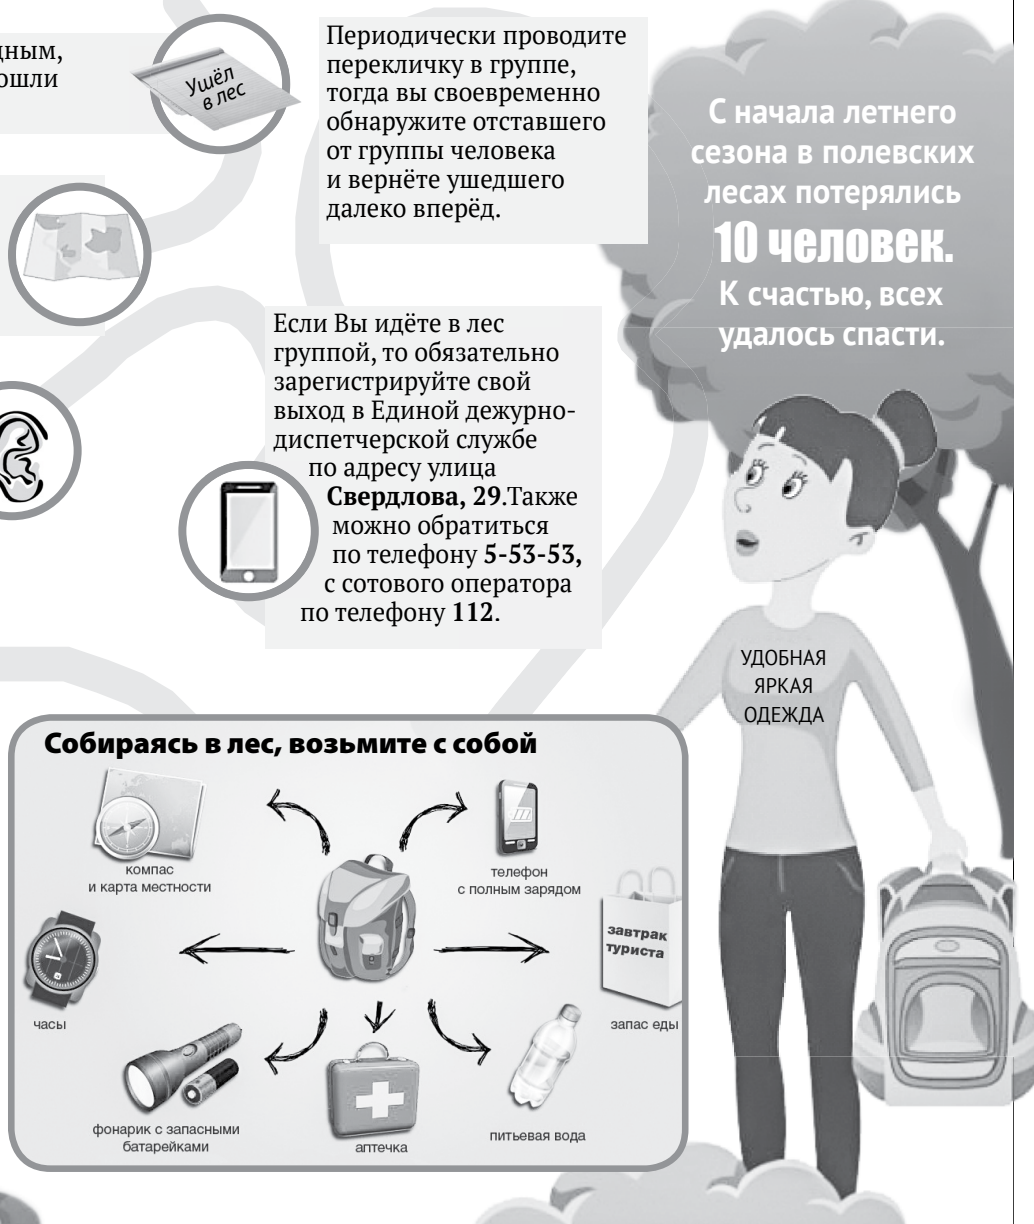 дным,
ошли
Ушёл
в лес
Периодически проводите
перекличку в группе,
тогда вы своевременно
обнаружите отставшего
от группы человека
и вернёте ушедшего
далеко вперёд.
С начала летнего
сезона в полевских
лесах потерялись
10 человек.
К счастью, всех
удалось спасти.
Если Вы идёте в лес
группой, то обязательно
зарегистрируйте свой
выход в Единой дежурно-
диспетчерской службе
по адресу улица
Свердлова, 29.Также
можно обратиться
по телефону 5-53-53,
с сотового оператора
по телефону 112.
УДОБНАЯ
ЯРКАЯ
ОДЕЖДА
Собираясь в лес, возьмите с собой
компас
и карта местности
телефон
с полным зарядом
завтрак
туриста
часы
запас еды
фонарик с запасными
батарейками
аптечка
питьевая вода